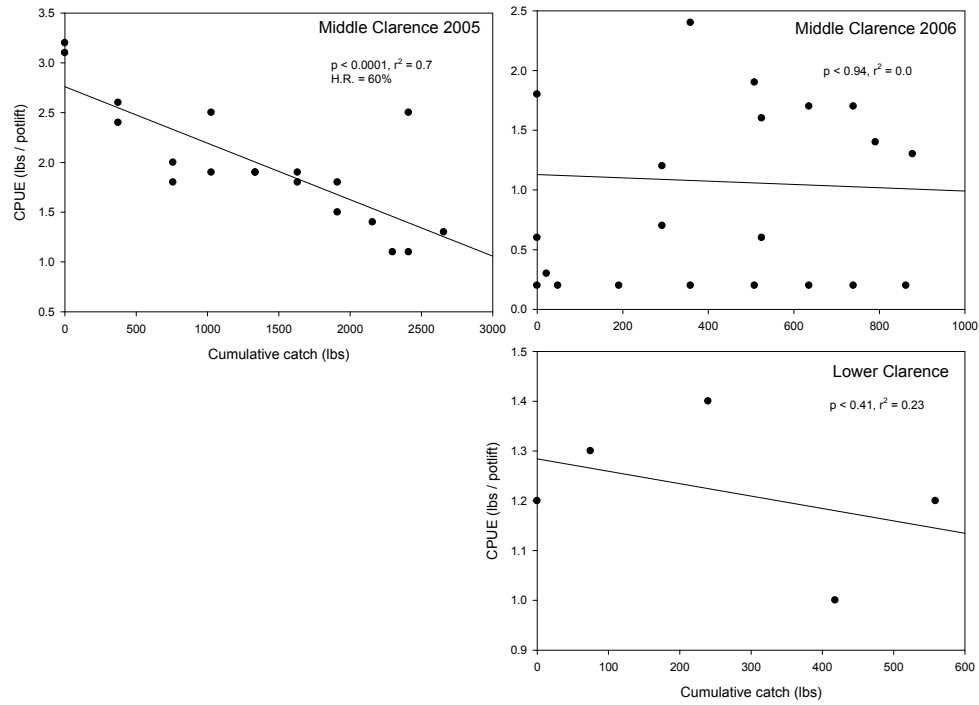 Middle Clarence 2005
p < 0.0001, r² = 0.7
H.R. = 60%
CPUE (lbs / potlift)
3.5
3.0
2.5
2.0
1.5
1.0
0.5
0 500 1000 1500 2000 2500 3000
Cumulative catch (lbs)
Middle Clarence 2006
p < 0.94, r² = 0.0
2.5
2.0
1.5
1.0
0.5
0.0
0 200 400 600 800 1000
Lower Clarence
p < 0.41, r² = 0.23
CPUE (lbs / potlift)
1.5
1.4
1.3
1.2
1.1
1.0
0.9
0 100 200 300 400 500 600
Cumulative catch (lbs)